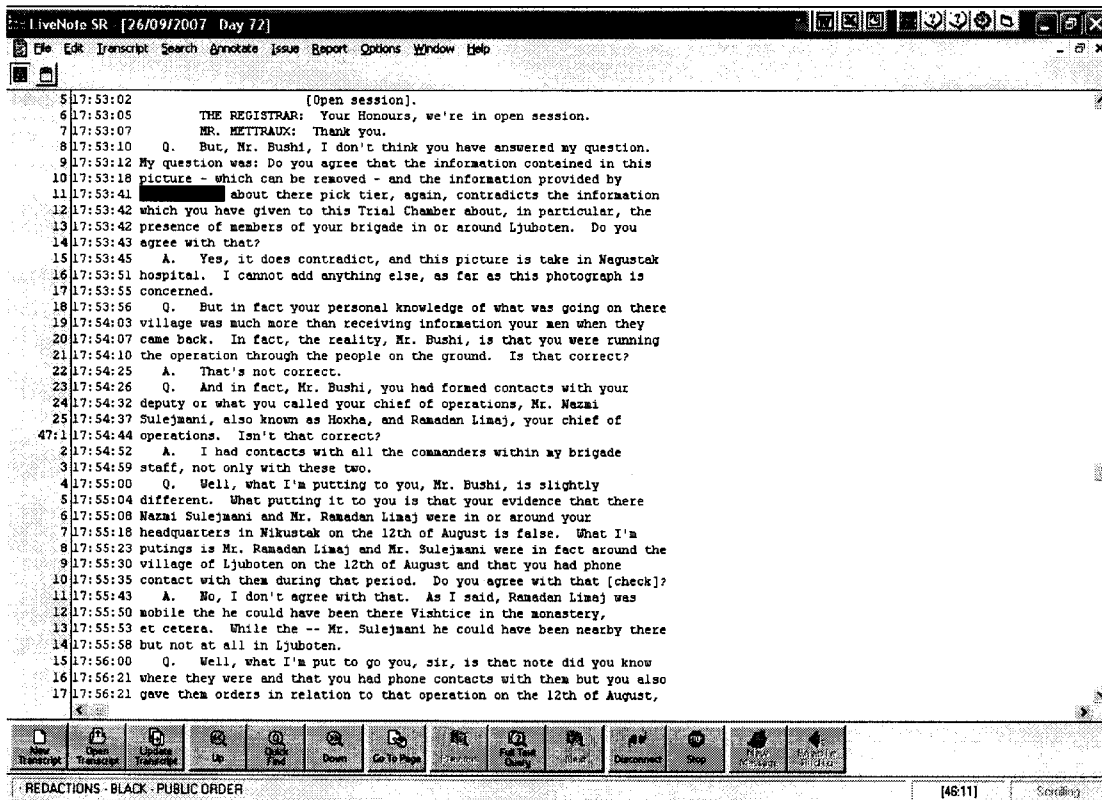 LiveNote SR - [26/09/2007 Day 72]
File Edit Transcript Search Annotate Issue Report Options Window Help
5 17:53:02 [Open session].
6 17:53:05 THE REGISTRAR: Your Honours, we're in open session.
7 17:53:07 MR. METTRAUX: Thank you.
8 17:53:10 Q. But, Mr. Bushi, I don't think you have answered my question.
9 17:53:12 My question was: Do you agree that the information contained in this
10 17:53:18 picture - which can be removed - and the information provided by
11 17:53:41 about there pick tier, again, contradicts the information
12 17:53:42 which you have given to this Trial Chamber about, in particular, the
13 17:53:42 presence of members of your brigade in or around Ljuboten. Do you
14 17:53:43 agree with that?
15 17:53:45 A. Yes, it does contradict, and this picture is take in Nagustak
16 17:53:51 hospital. I cannot add anything else, as far as this photograph is
17 17:53:55 concerned.
18 17:53:56 Q. But in fact your personal knowledge of what was going on there
19 17:54:03 village was much more than receiving information your men when they
20 17:54:07 came back. In fact, the reality, Mr. Bushi, is that you were running
21 17:54:10 the operation through the people on the ground. Is that correct?
22 17:54:25 A. That's not correct.
23 17:54:26 Q. And in fact, Mr. Bushi, you had formed contacts with your
24 17:54:32 deputy or what you called your chief of operations, Mr. Nazmi
25 17:54:37 Sulejmani, also known as Hoxha, and Ramadan Limaj, your chief of
47:1 17:54:44 operations. Isn't that correct?
2 17:54:52 A. I had contacts with all the commanders within my brigade
3 17:54:59 staff, not only with these two.
4 17:55:00 Q. Well, what I'm putting to you, Mr. Bushi, is slightly
5 17:55:04 different. What putting it to you is that your evidence that there
6 17:55:08 Nazmi Sulejmani and Mr. Ramadan Limaj were in or around your
7 17:55:18 headquarters in Nikustak on the 12th of August is false. What I'm
8 17:55:23 putings is Mr. Ramadan Limaj and Mr. Sulejmani were in fact around the
9 17:55:30 village of Ljuboten on the 12th of August and that you had phone
10 17:55:35 contact with them during that period. Do you agree with that [check]?
11 17:55:43 A. No, I don't agree with that. As I said, Ramadan Limaj was
12 17:55:50 mobile the he could have been there Vishtice in the monastery,
13 17:55:53 et cetera. While the -- Mr. Sulejmani he could have been nearby there
14 17:55:58 but not at all in Ljuboten.
15 17:56:00 Q. Well, what I'm put to go you, sir, is that note did you know
16 17:56:21 where they were and that you had phone contacts with them but you also
17 17:56:21 gave them orders in relation to that operation on the 12th of August,
New Transcript Open Transcript Update Transcript Up Quick Find Down Go To Page Full Text Query Disconnect Stop
REDACTIONS - BLACK - PUBLIC ORDER [46:11] Scrolling